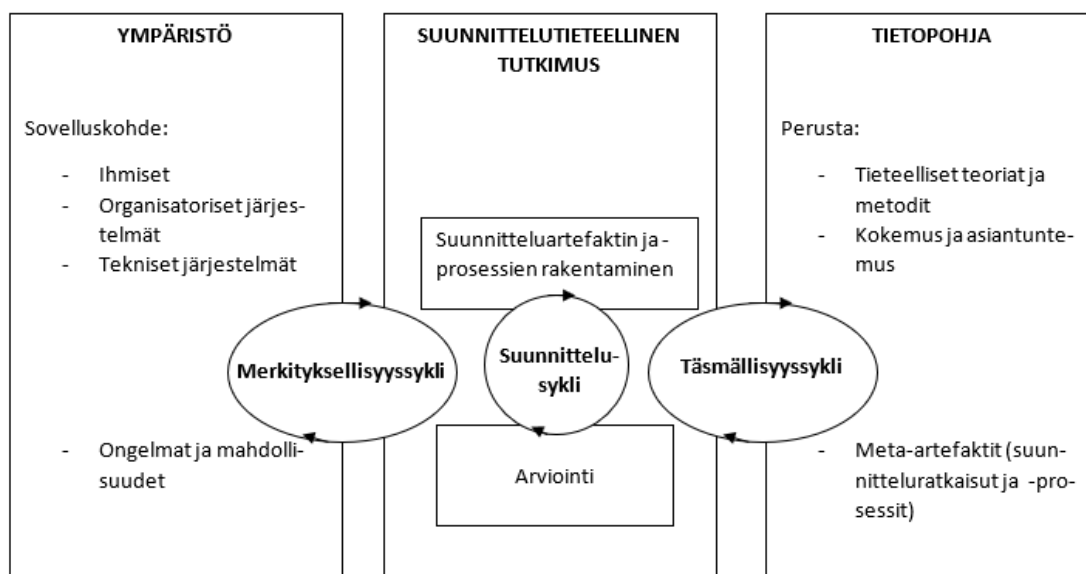 YMPÄRISTÖ
Sovelluskohde:
- Ihmiset
- Organisatoriset järjes-
telmät
- Tekniset järjestelmät
Merkityksellisyyssykli
- Ongelmat ja mahdolli-
suudet
SUUNNITTELUTIETEELLINEN
TUTKIMUS
Suunnitteluartefaktin ja -
prosessien rakentaminen
Suunnittelu-
sykli
Arviointi
TIETOPOHJA
Perusta:
- Tieteelliset teoriat ja
metodit
- Kokemus ja asiantunte-
mus
Täsmällisyyssykli
- Meta-artefaktit (suun-
nitteluratkaisut ja -pro-
sessit)